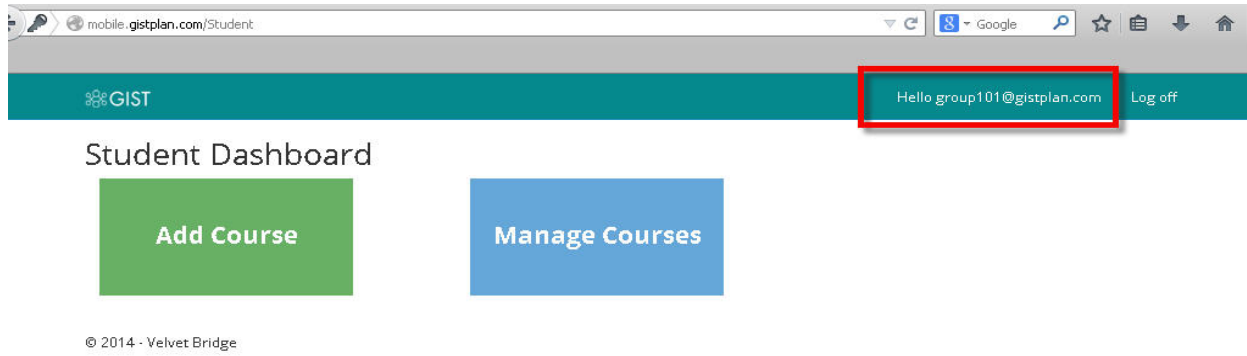 mobile.gistplan.com/Student
Google
GIST
Hello group101@gistplan.com
Log off
Student Dashboard
Add Course
Manage Courses
© 2014 - Velvet Bridge